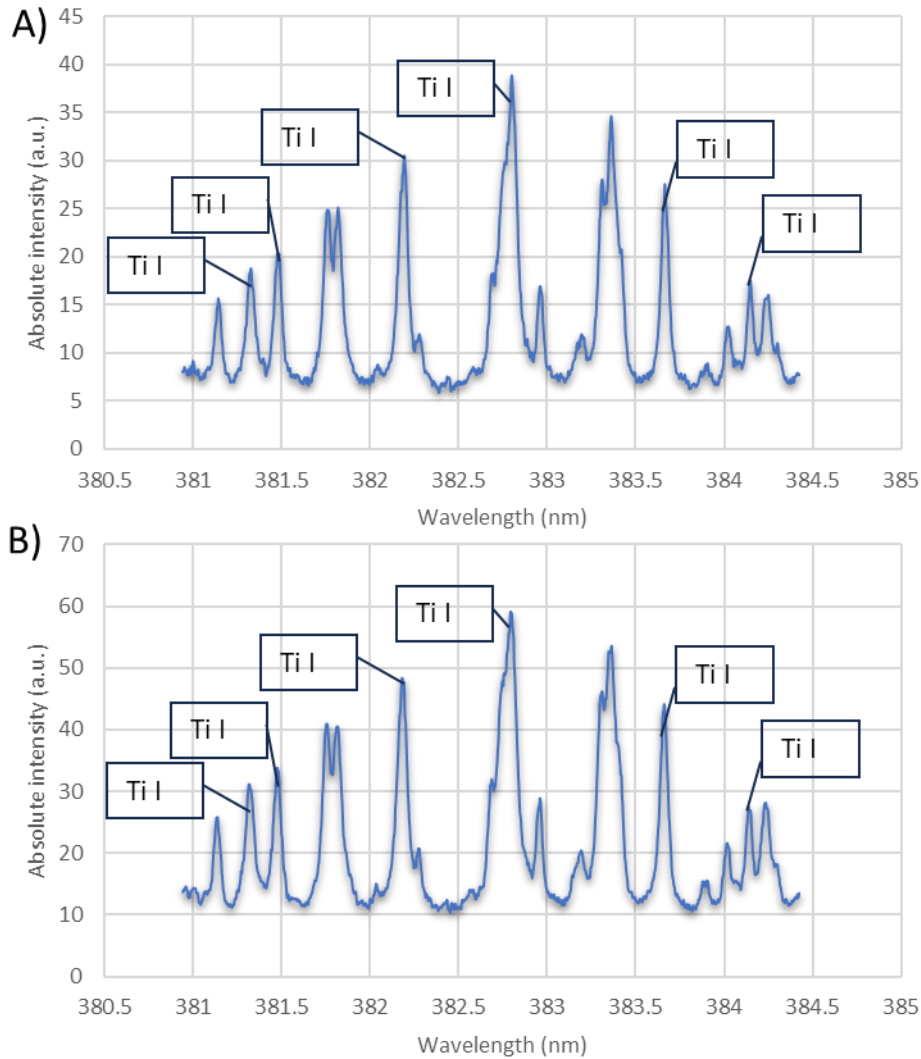 A)
45
40
35
30
25
20
15
10
5
0
Absolute intensity (a.u.)
Ti I
Ti I
Ti I
Ti I
Ti I
Ti I
380.5 381 381.5 382 382.5 383 383.5 384 384.5 385
Wavelength (nm)
B)
70
60
50
40
30
20
10
0
Absolute intensity (a.u.)
Ti I
Ti I
Ti I
Ti I
Ti I
Ti I
380.5 381 381.5 382 382.5 383 383.5 384 384.5 385
Wavelength (nm)